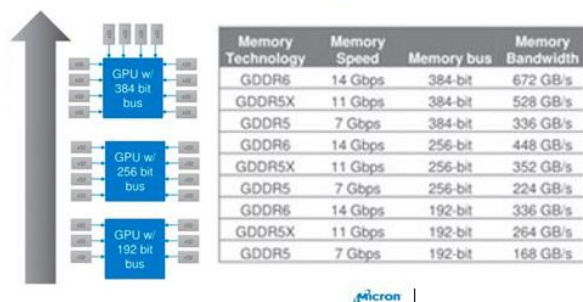 GPU w/
384 bit
bus
GPU w/
256 bit
bus
GPU w/
192 bit
bus
Memory Technology Memory Speed Memory bus Memory Bandwidth
GDDR6 14 Gbps 384-bit 672 GB/s
GDDR5X 11 Gbps 384-bit 528 GB/s
GDDR5 7 Gbps 384-bit 336 GB/s
GDDR6 14 Gbps 256-bit 448 GB/s
GDDR5X 11 Gbps 256-bit 352 GB/s
GDDR5 7 Gbps 256-bit 224 GB/s
GDDR6 14 Gbps 192-bit 336 GB/s
GDDR5X 11 Gbps 192-bit 264 GB/s
GDDR5 7 Gbps 192-bit 168 GB/s
Micron